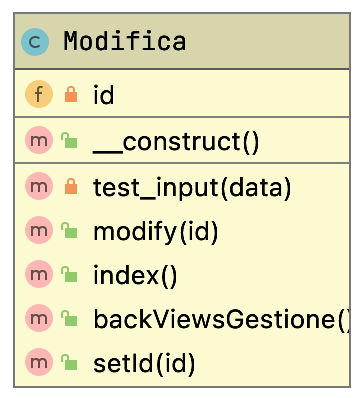 c Modifica
f id
m __construct()
m test_input(data)
m modify(id)
m index()
m backViewsGestione()
m setId(id)